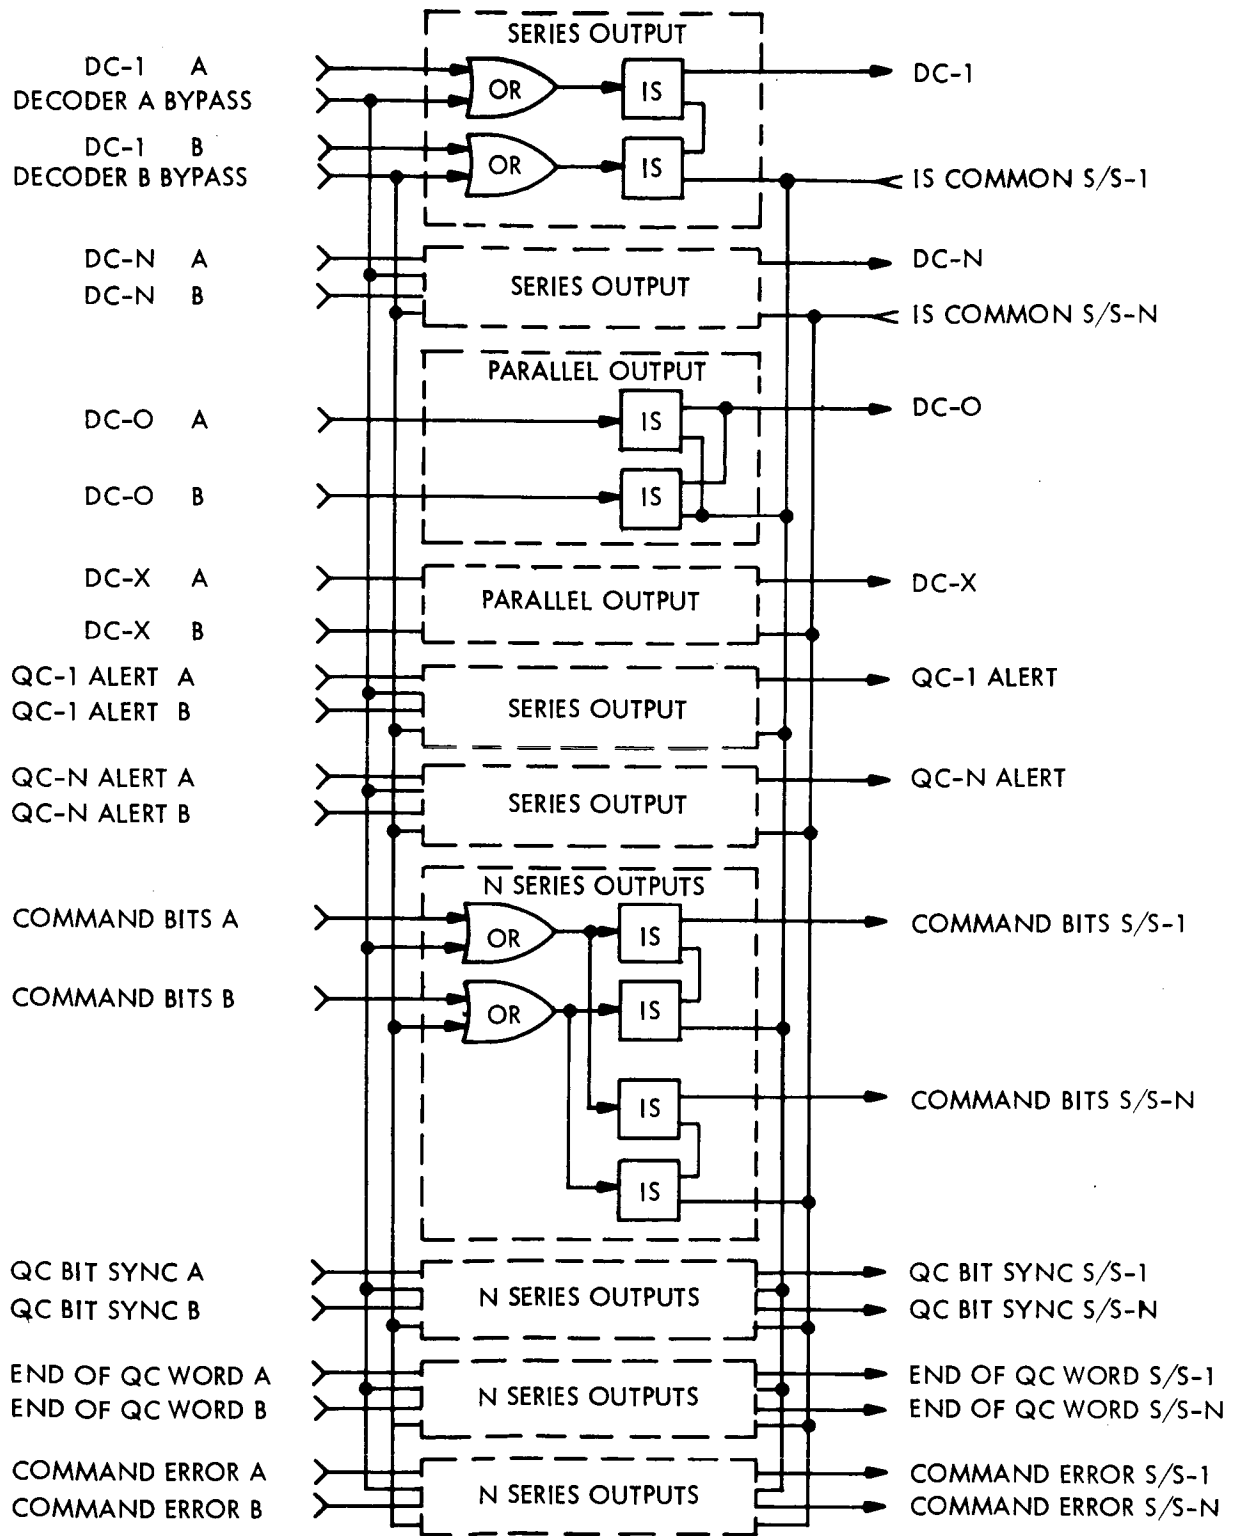 SERIES OUTPUT
DC-1 A
OR
IS
DC-1
DECODER A BYPASS
DC-1 B
OR
IS
DECODER B BYPASS
IS COMMON S/S-1
DC-N A
DC-N
SERIES OUTPUT
DC-N B
IS COMMON S/S-N
PARALLEL OUTPUT
DC-O A
IS
DC-O
DC-O B
IS
DC-X A
DC-X
PARALLEL OUTPUT
DC-X B
QC-1 ALERT A
QC-1 ALERT
QC-1 ALERT B
SERIES OUTPUT
QC-N ALERT A
QC-N ALERT
QC-N ALERT B
SERIES OUTPUT
N SERIES OUTPUTS
COMMAND BITS A
OR
IS
COMMAND BITS S/S-1
COMMAND BITS B
OR
IS
IS
COMMAND BITS S/S-N
IS
QC BIT SYNC A
QC BIT SYNC S/S-1
N SERIES OUTPUTS
QC BIT SYNC B
QC BIT SYNC S/S-N
END OF QC WORD A
END OF QC WORD S/S-1
N SERIES OUTPUTS
END OF QC WORD B
END OF QC WORD S/S-N
COMMAND ERROR A
COMMAND ERROR S/S-1
N SERIES OUTPUTS
COMMAND ERROR B
COMMAND ERROR S/S-N